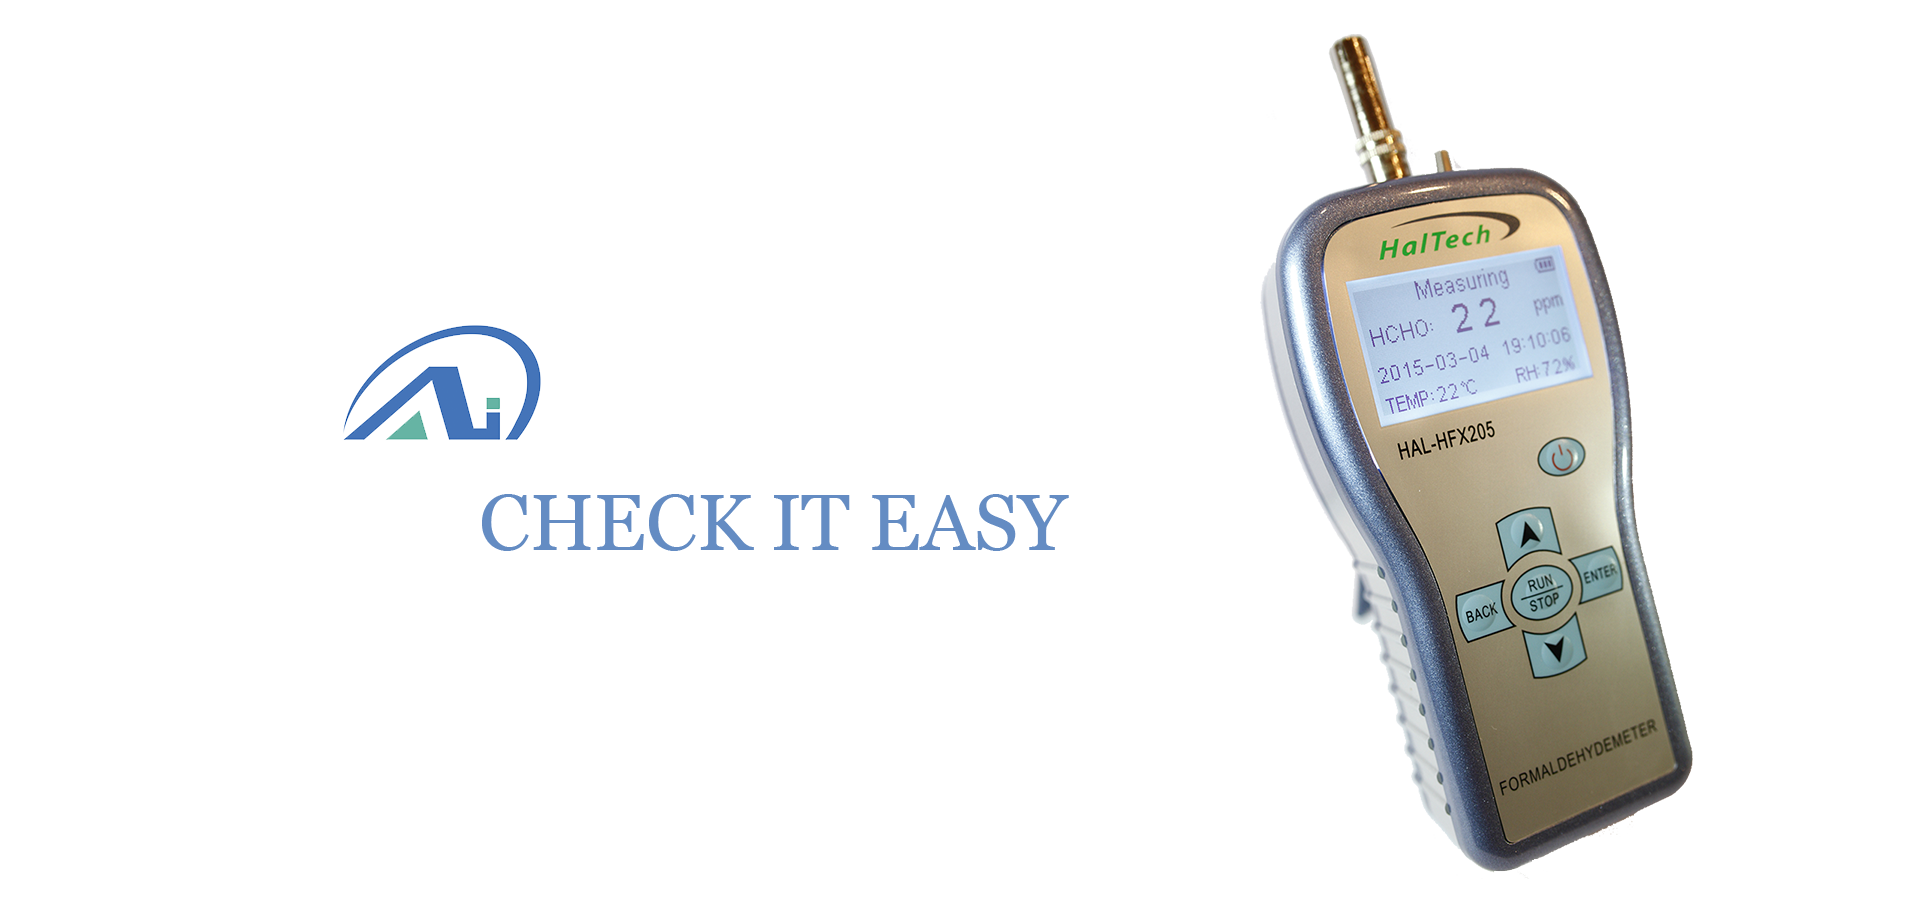 Ai
CHECK IT EASY
HalTech
Measuring
HCHO: 22 ppm
2015-03-04 19:10:06
TEMP:22℃ RH:72%
HAL-HFX205
RUN
STOP
BACK
ENTER
FORMALDEHYDEMETER